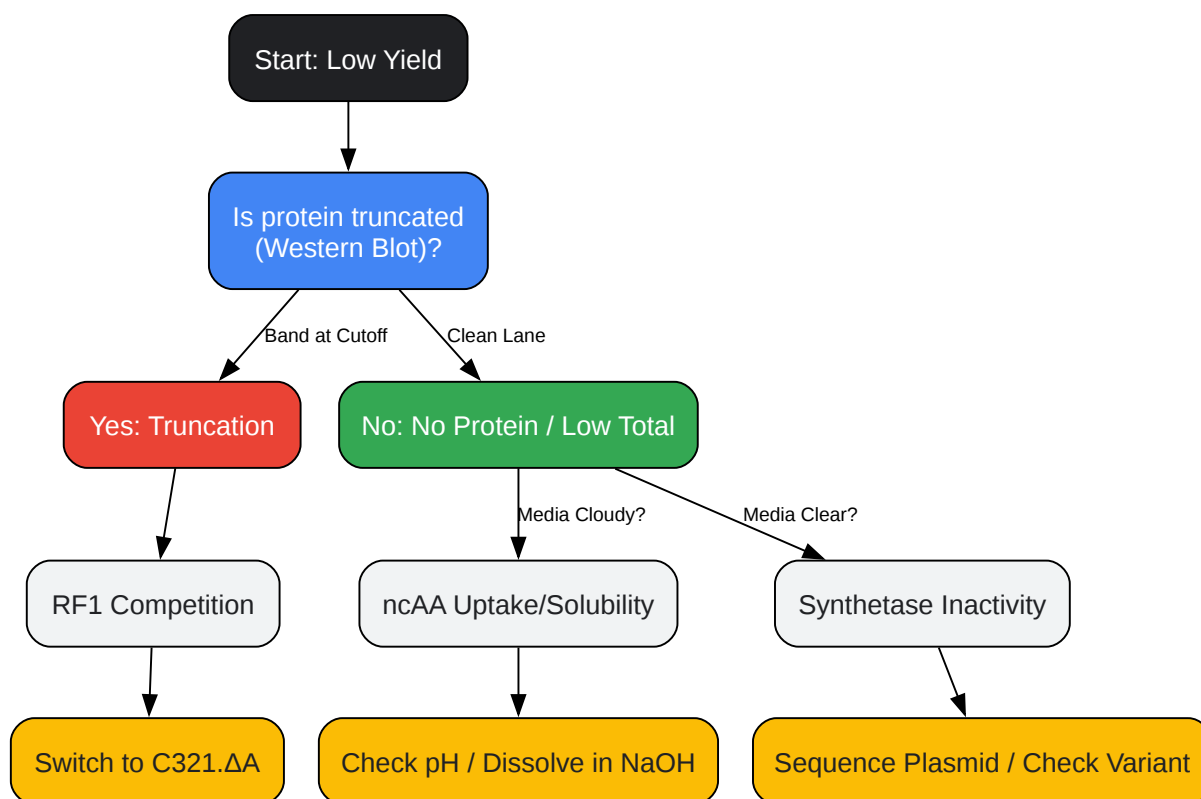 Start: Low Yield
Is protein truncated
(Western Blot)?
Band at Cutoff
Clean Lane
Yes: Truncation
No: No Protein / Low Total
Media Cloudy?
Media Clear?
RF1 Competition
ncAA Uptake/Solubility
Synthetase Inactivity
Switch to C321.ΔA
Check pH / Dissolve in NaOH
Sequence Plasmid / Check Variant